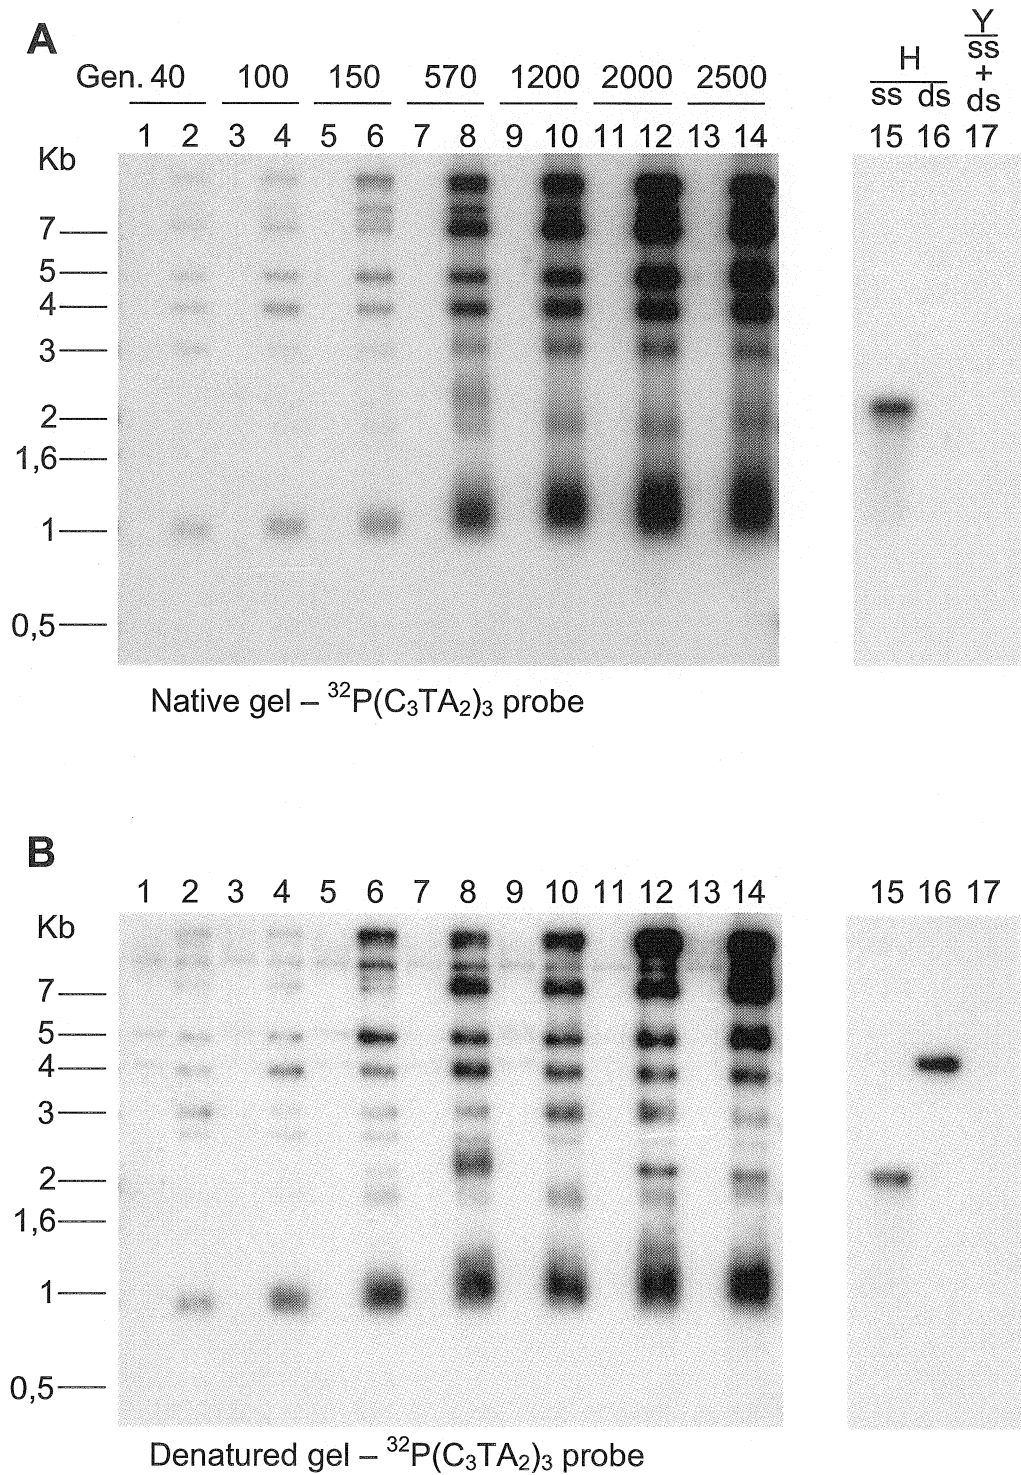 A
Gen. 40 100 150 570 1200 2000 2500
H
ss ds
Y
ss
+
ds
1 2 3 4 5 6 7 8 9 10 11 12 13 14 15 16 17
Kb
7
5
4
3
2
1,6
1
0,5
Native gel – ³²P(C₃TA₂)₃ probe
B
1 2 3 4 5 6 7 8 9 10 11 12 13 14 15 16 17
Kb
7
5
4
3
2
1,6
1
0,5
Denatured gel – ³²P(C₃TA₂)₃ probe